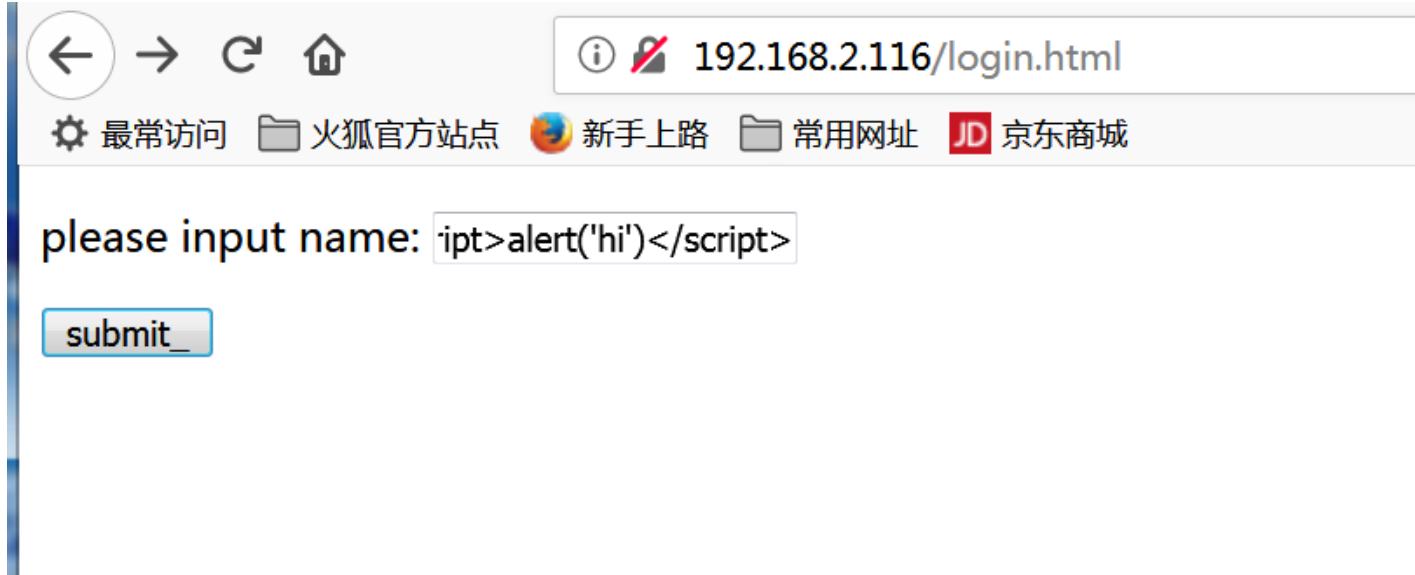 192.168.2.116/login.html
最常访问 火狐官方站点 新手上路 常用网址 JD 京东商城
please input name: ript>alert('hi')</script>
submit_